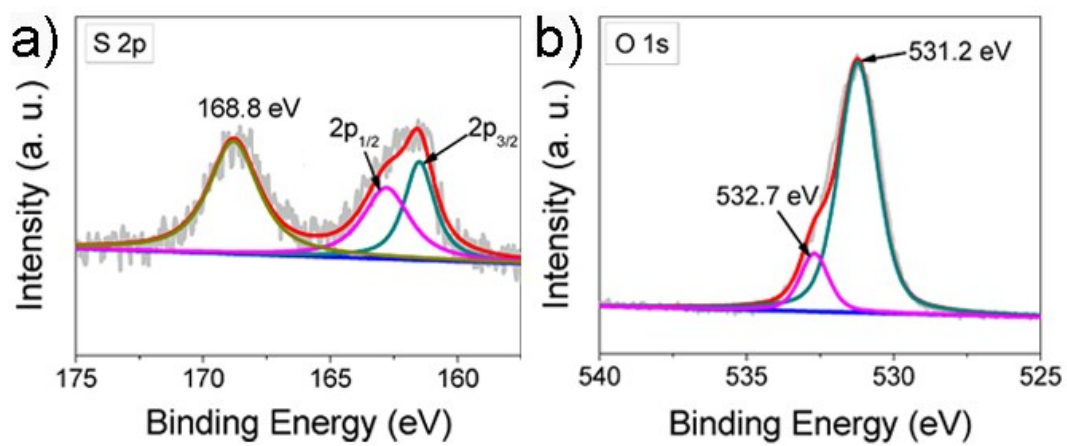 a)
S 2p
168.8 eV
2p1/2
2p3/2
Intensity (a. u.)
175
170
165
160
Binding Energy (eV)
b)
O 1s
531.2 eV
532.7 eV
Intensity (a. u.)
540
535
530
525
Binding Energy (eV)